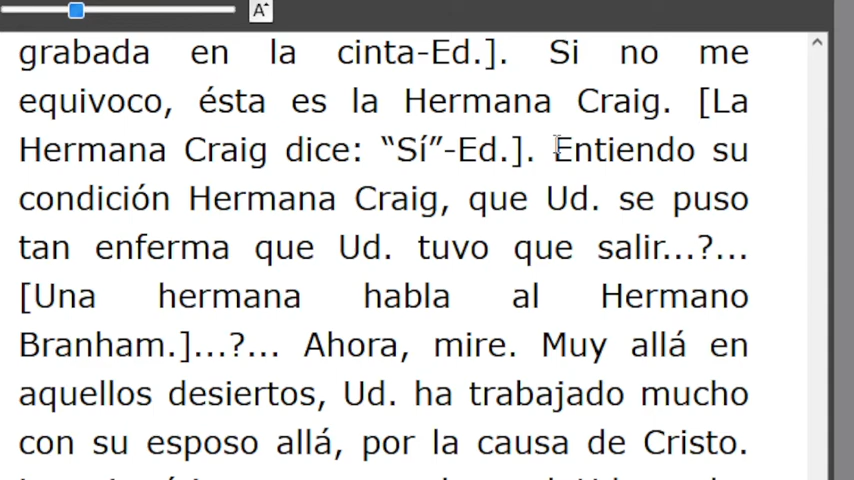 A
grabada en la cinta-Ed.]. Si no me
equivoco, ésta es la Hermana Craig. [La
Hermana Craig dice: “Sí”-Ed.]. Entiendo su
condición Hermana Craig, que Ud. se puso
tan enferma que Ud. tuvo que salir...?...
[Una hermana habla al Hermano
Branham.]...?... Ahora, mire. Muy allá en
aquellos desiertos, Ud. ha trabajado mucho
con su esposo allá, por la causa de Cristo.